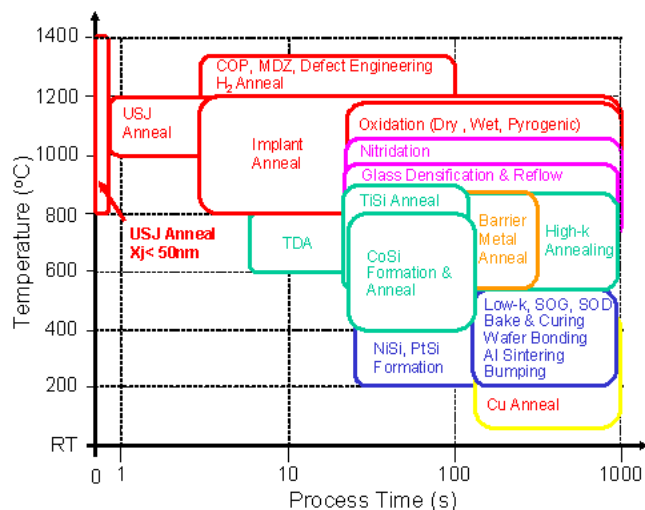 1400
COP, MDZ, Defect Engineering
H2 Anneal
1200
USJ
Anneal
Oxidation (Dry , Wet, Pyrogenic)
Implant
Anneal
Nitridation
1000
Glass Densification & Reflow
TiSi Anneal
800
USJ Anneal
Xj< 50nm
TDA
Barrier
Metal
Anneal
High-k
Annealing
CoSi
Formation &
Anneal
600
Low-k, SOG, SOD
Bake & Curing
Wafer Bonding
Al Sintering
Bumping
400
NiSi, PtSi
Formation
200
Cu Anneal
RT
0
1
10
100
1000
Temperature (ºC)
Process Time (s)